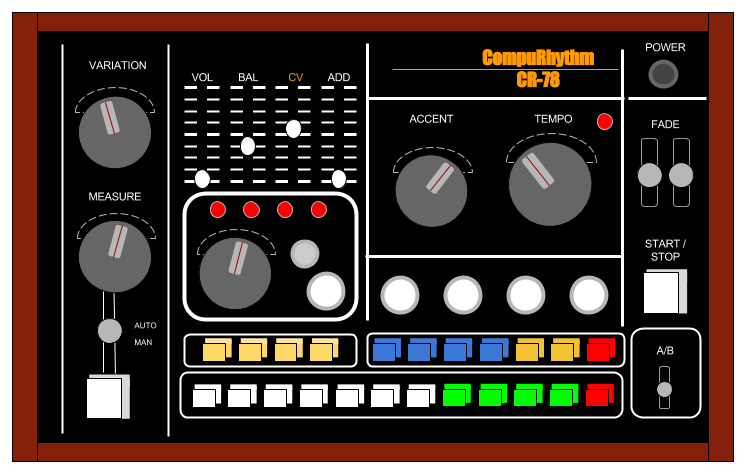 VARIATION
VOL BAL CV ADD
CompuRhythm
CR-78
POWER
ACCENT
TEMPO
FADE
MEASURE
START /
STOP
AUTO
MAN
A/B